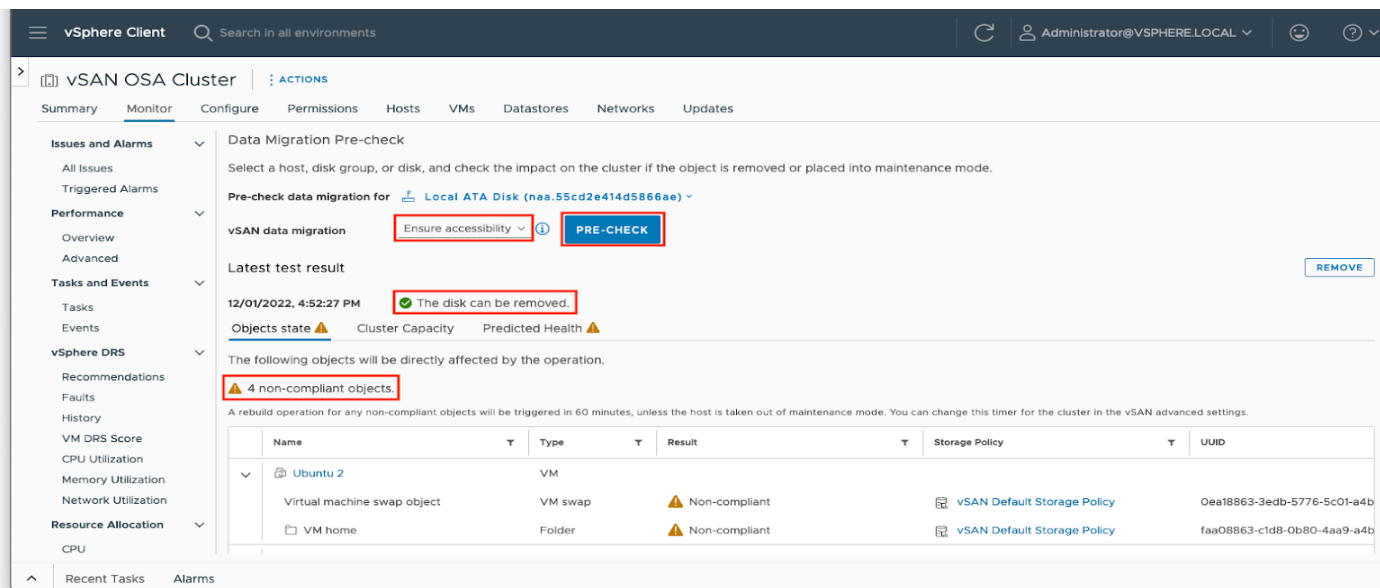 vSphere Client
Search in all environments
Administrator@VSPHERE.LOCAL
vSAN OSA Cluster
ACTIONS
Summary Monitor Configure Permissions Hosts VMs Datastores Networks Updates
Issues and Alarms
All Issues
Triggered Alarms
Performance
Overview
Advanced
Tasks and Events
Tasks
Events
vSphere DRS
Recommendations
Faults
History
VM DRS Score
CPU Utilization
Memory Utilization
Network Utilization
Resource Allocation
CPU
Data Migration Pre-check
Select a host, disk group, or disk, and check the impact on the cluster if the object is removed or placed into maintenance mode.
Pre-check data migration for Local ATA Disk (naa.55cd2e414d5866ae)
vSAN data migration Ensure accessibility PRE-CHECK
Latest test result REMOVE
12/01/2022, 4:52:27 PM The disk can be removed.
Objects state Cluster Capacity Predicted Health
The following objects will be directly affected by the operation.
4 non-compliant objects.
A rebuild operation for any non-compliant objects will be triggered in 60 minutes, unless the host is taken out of maintenance mode. You can change this timer for the cluster in the vSAN advanced settings.
Name Type Result Storage Policy UUID
Ubuntu 2 VM
Virtual machine swap object VM swap Non-compliant vSAN Default Storage Policy 0ea18863-3edb-5776-5c01-a4b
VM home Folder Non-compliant vSAN Default Storage Policy faa08863-c1d8-0b80-4aa9-a4b
Recent Tasks Alarms